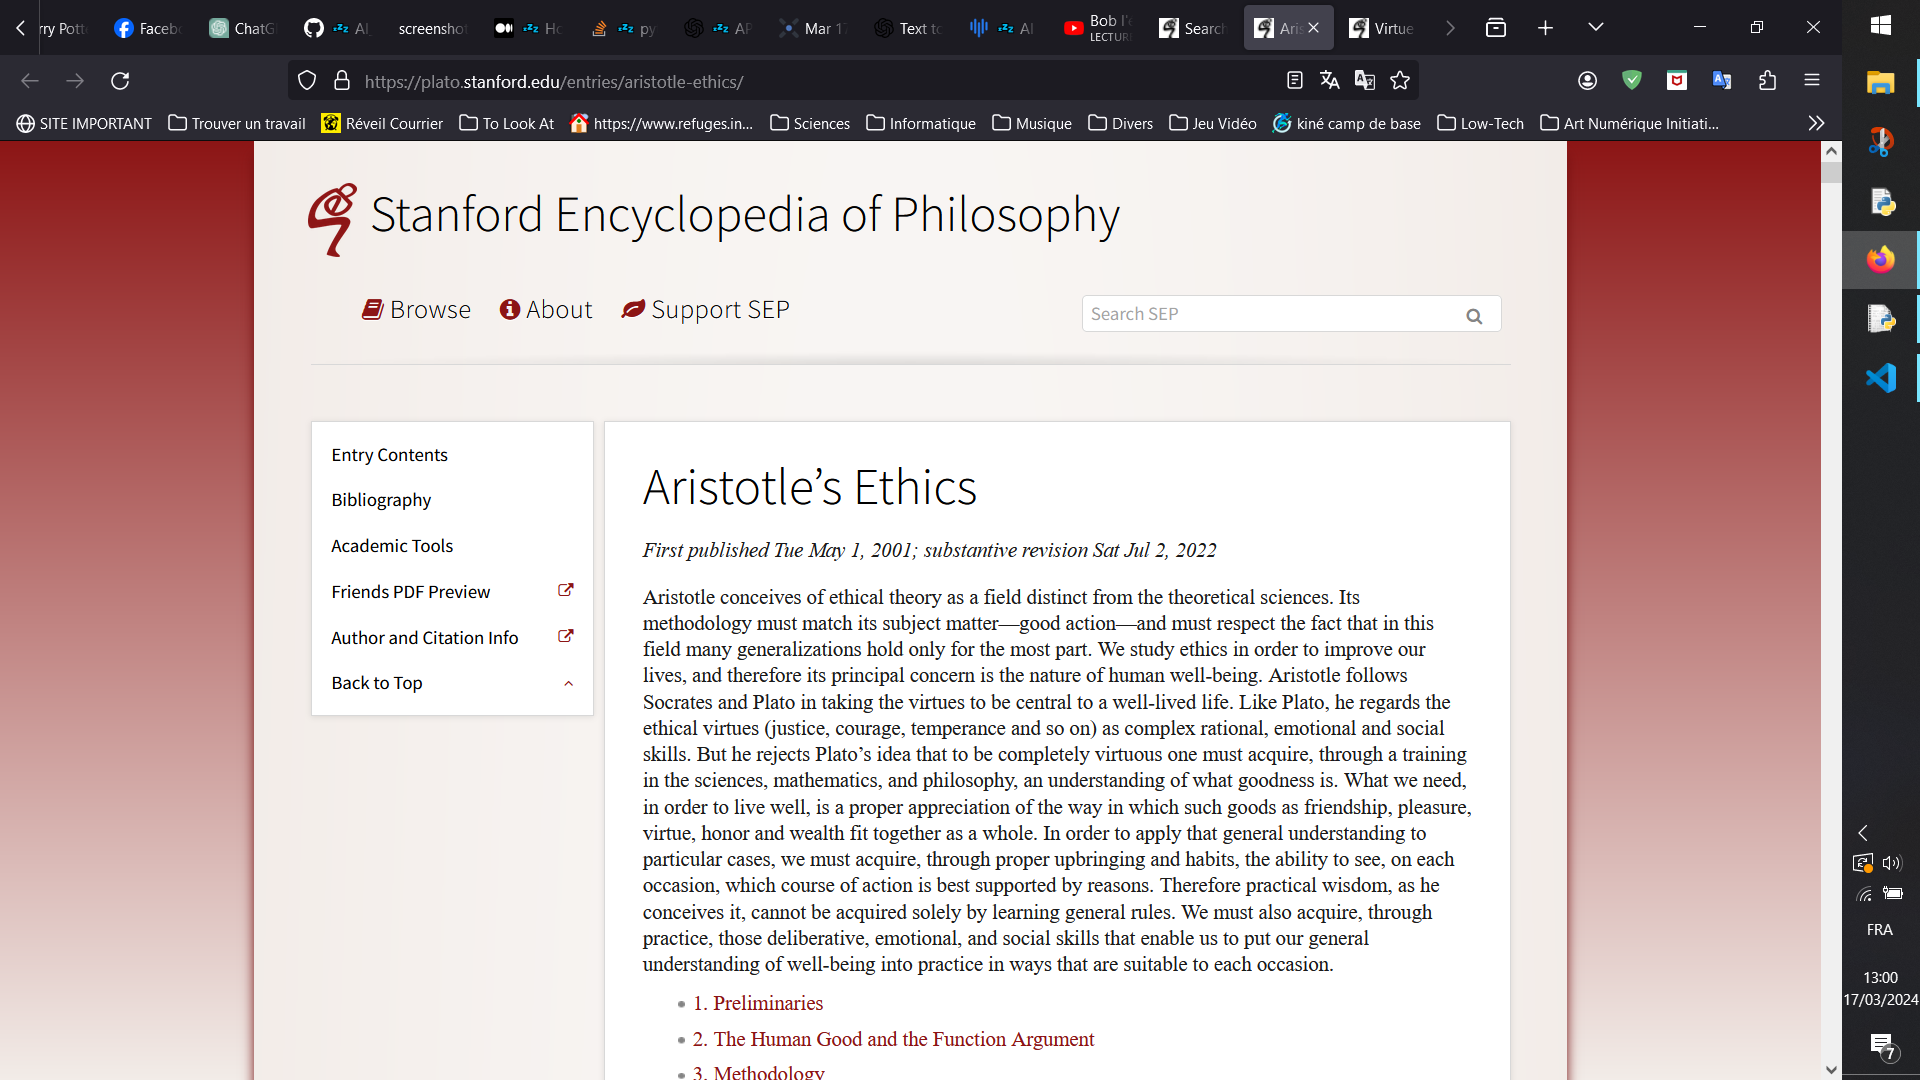 rry Potte
Facebo
ChatG
AI_
screenshot
Ho
py
AP
Mar 17
Text to
AI
Bob l'é
LECTURE
Search
Aris
Virtue
https://plato.stanford.edu/entries/aristotle-ethics/
SITE IMPORTANT
Trouver un travail
Réveil Courrier
To Look At
https://www.refuges.in...
Sciences
Informatique
Musique
Divers
Jeu Vidéo
kiné camp de base
Low-Tech
Art Numérique Initiati...
Stanford Encyclopedia of Philosophy
Browse
About
Support SEP
Search SEP
Entry Contents
Bibliography
Academic Tools
Friends PDF Preview
Author and Citation Info
Back to Top
Aristotle’s Ethics
First published Tue May 1, 2001; substantive revision Sat Jul 2, 2022
Aristotle conceives of ethical theory as a field distinct from the theoretical sciences. Its
methodology must match its subject matter—good action—and must respect the fact that in this
field many generalizations hold only for the most part. We study ethics in order to improve our
lives, and therefore its principal concern is the nature of human well-being. Aristotle follows
Socrates and Plato in taking the virtues to be central to a well-lived life. Like Plato, he regards the
ethical virtues (justice, courage, temperance and so on) as complex rational, emotional and social
skills. But he rejects Plato’s idea that to be completely virtuous one must acquire, through a training
in the sciences, mathematics, and philosophy, an understanding of what goodness is. What we need,
in order to live well, is a proper appreciation of the way in which such goods as friendship, pleasure,
virtue, honor and wealth fit together as a whole. In order to apply that general understanding to
particular cases, we must acquire, through proper upbringing and habits, the ability to see, on each
occasion, which course of action is best supported by reasons. Therefore practical wisdom, as he
conceives it, cannot be acquired solely by learning general rules. We must also acquire, through
practice, those deliberative, emotional, and social skills that enable us to put our general
understanding of well-being into practice in ways that are suitable to each occasion.
1. Preliminaries
2. The Human Good and the Function Argument
3. Methodology
FRA
13:00
17/03/2024
7